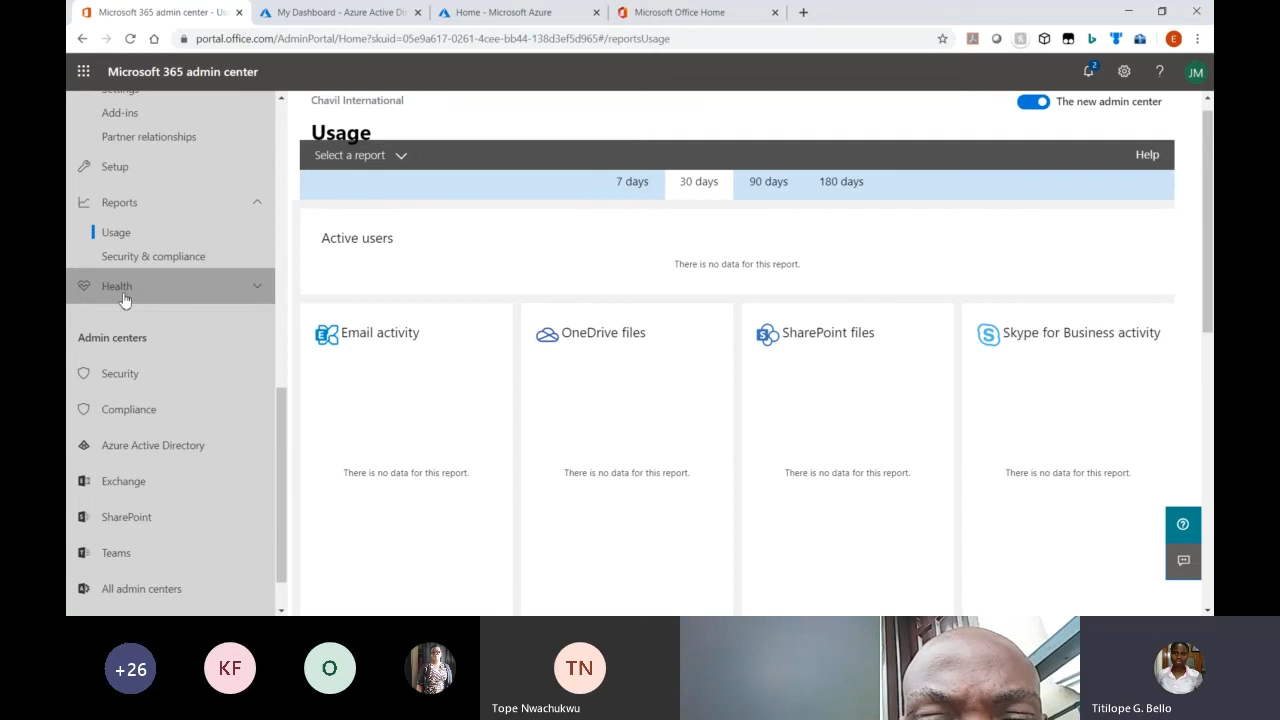 Microsoft 365 admin center - Us
My Dashboard - Azure Active Di
Home - Microsoft Azure
Microsoft Office Home
portal.office.com/AdminPortal/Home?skuid=05e9a617-0261-4cee-bb44-138d3ef5d965#/reportsUsage
E
Microsoft 365 admin center
2
JM
Settings
Add-ins
Partner relationships
Setup
Reports
Usage
Security & compliance
Health
Admin centers
Security
Compliance
Azure Active Directory
Exchange
SharePoint
Teams
All admin centers
Chavil International
The new admin center
Usage
Select a report
Help
7 days
30 days
90 days
180 days
Active users
There is no data for this report.
Email activity
OneDrive files
SharePoint files
Skype for Business activity
There is no data for this report.
There is no data for this report.
There is no data for this report.
There is no data for this report.
+26
KF
O
TN
Tope Nwachukwu
Titilope G. Bello